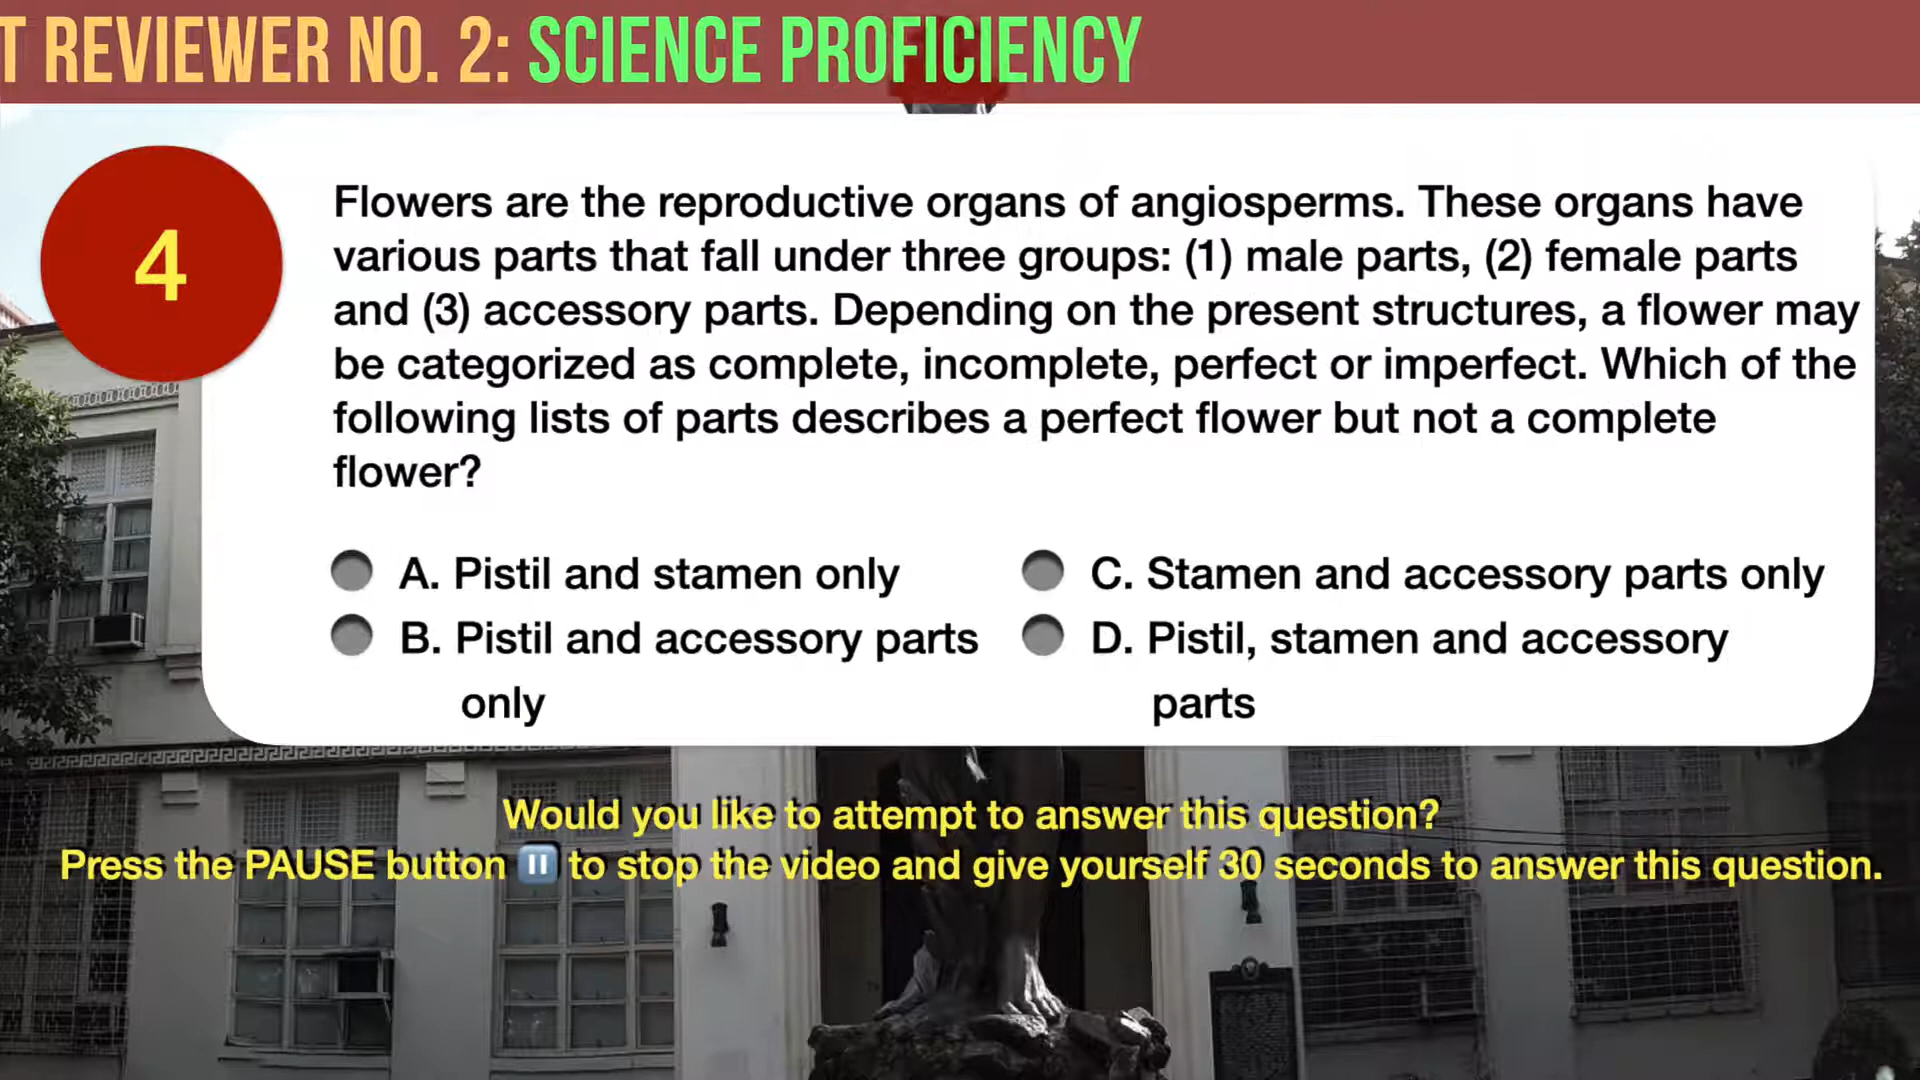 T REVIEWER NO. 2: SCIENCE PROFICIENCY
4
Flowers are the reproductive organs of angiosperms. These organs have
various parts that fall under three groups: (1) male parts, (2) female parts
and (3) accessory parts. Depending on the present structures, a flower may
be categorized as complete, incomplete, perfect or imperfect. Which of the
following lists of parts describes a perfect flower but not a complete
flower?
A. Pistil and stamen only
B. Pistil and accessory parts
only
C. Stamen and accessory parts only
D. Pistil, stamen and accessory
parts
Would you like to attempt to answer this question?
Press the PAUSE button ⏸ to stop the video and give yourself 30 seconds to answer this question.